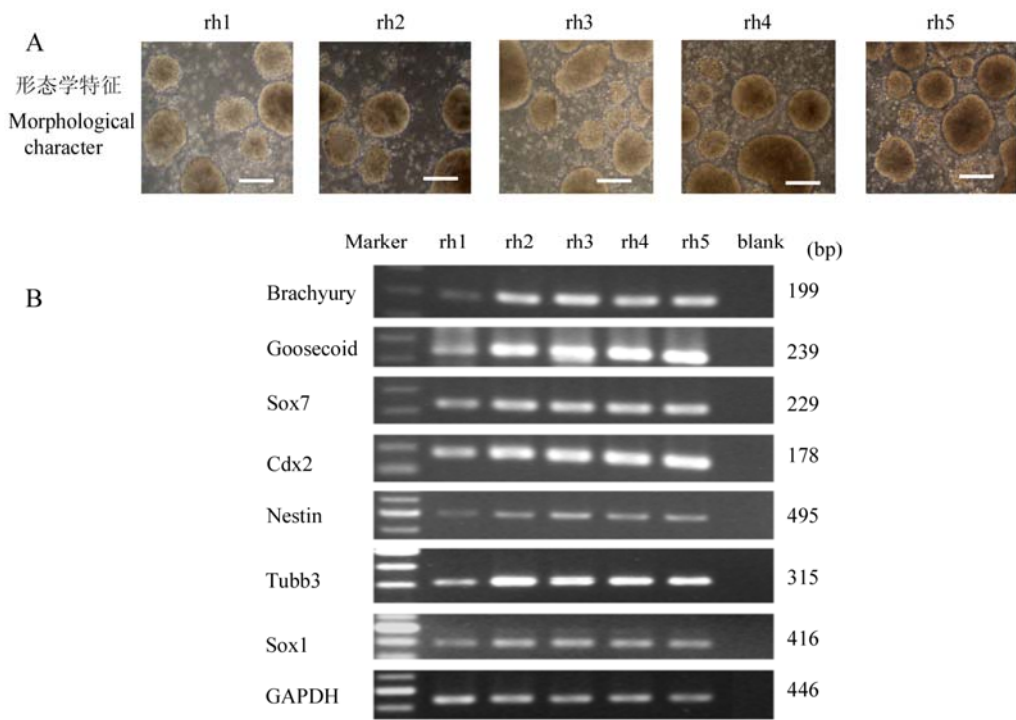 rh1 rh2 rh3 rh4 rh5
A
形态学特征
Morphological
character
Marker rh1 rh2 rh3 rh4 rh5 blank (bp)
B
Brachyury 199
Goosecoid 239
Sox7 229
Cdx2 178
Nestin 495
Tubb3 315
Sox1 416
GAPDH 446